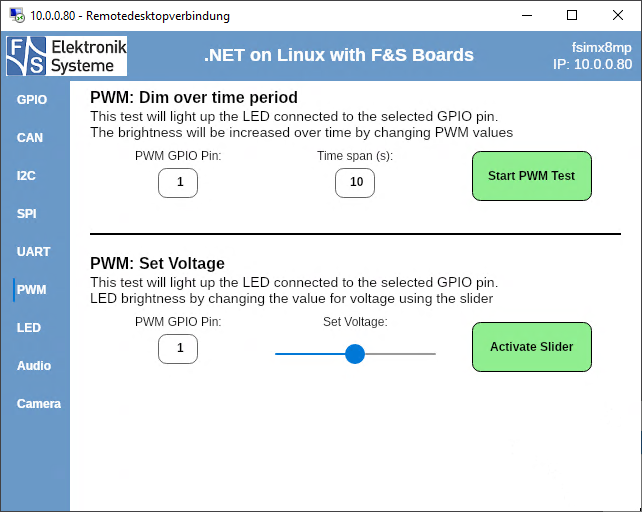 10.0.0.80 - Remotedesktopverbindung
F&S Elektronik
Systeme
.NET on Linux with F&S Boards
fsimx8mp
IP: 10.0.0.80
GPIO
CAN
I2C
SPI
UART
PWM
LED
Audio
Camera
PWM: Dim over time period
This test will light up the LED connected to the selected GPIO pin.
The brightness will be increased over time by changing PWM values
PWM GPIO Pin:
1
Time span (s):
10
Start PWM Test
PWM: Set Voltage
This test will light up the LED connected to the selected GPIO pin.
LED brightness by changing the value for voltage using the slider
PWM GPIO Pin:
1
Set Voltage:
Activate Slider